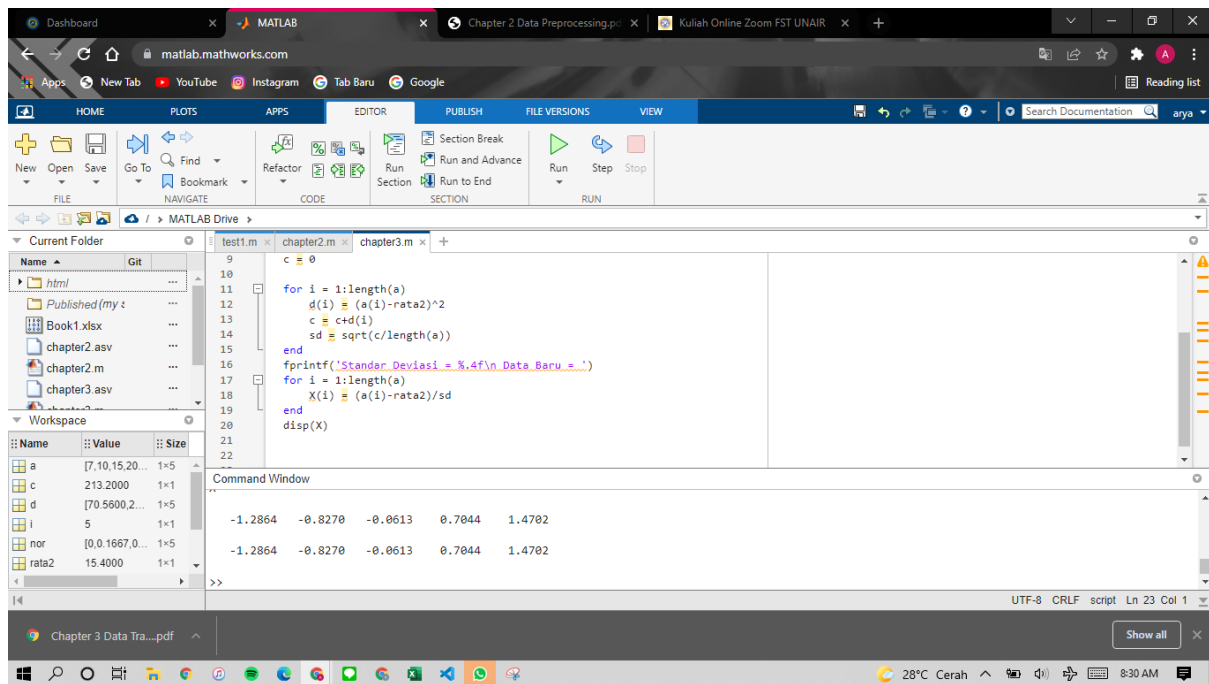 Dashboard × MATLAB × Chapter 2 Data Preprocessing.pd × Kuliah Online Zoom FST UNAIR × +
matlab.mathworks.com A
Apps New Tab YouTube Instagram Tab Baru Google Reading list
HOME PLOTS APPS EDITOR PUBLISH FILE VERSIONS VIEW Search Documentation arya
New Open Save Go To Find Bookmark Refactor Run Section Section Break Run and Advance Run to End Run Step Stop
FILE NAVIGATE CODE SECTION RUN
/ > MATLAB Drive >
Current Folder
Name Git
html ...
Published (my s ...
Book1.xlsx ...
chapter2.asv ...
chapter2.m ...
chapter3.asv ...
Workspace
Name Value Size
a [7,10,15,20... 1×5
c 213.2000 1×1
d [70.5600,2... 1×5
i 5 1×1
nor [0,0.1667,0... 1×5
rata2 15.4000 1×1
test1.m × chapter2.m × chapter3.m × +
9 c = 0
10
11 for i = 1:length(a)
12 d(i) = (a(i)-rata2)^2
13 c = c+d(i)
14 sd = sqrt(c/length(a))
15 end
16 fprintf('Standar Deviasi = %.4f\n Data Baru = ')
17 for i = 1:length(a)
18 X(i) = (a(i)-rata2)/sd
19 end
20 disp(X)
21
22
Command Window
-1.2864 -0.8270 -0.0613 0.7044 1.4702
-1.2864 -0.8270 -0.0613 0.7044 1.4702
>>
UTF-8 CRLF script Ln 23 Col 1
Chapter 3 Data Tra....pdf Show all
28°C Cerah 8:30 AM